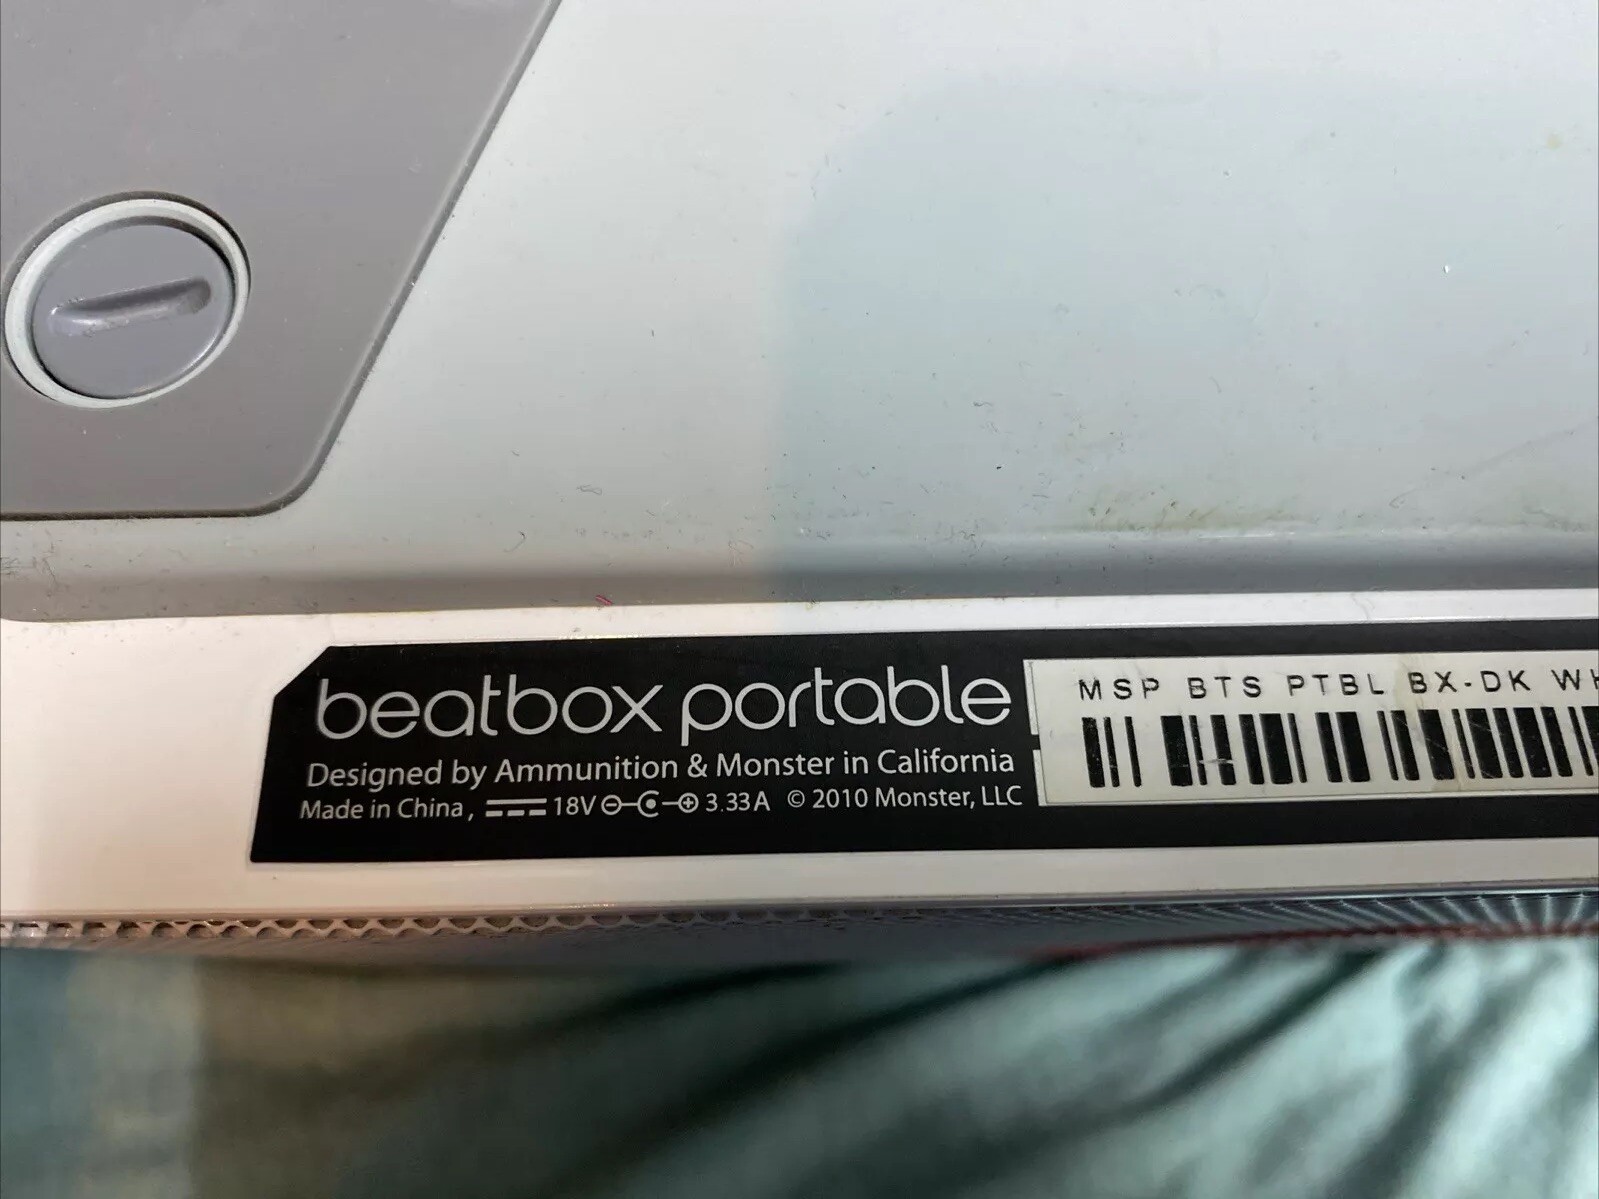 beatbox portable
Designed by Ammunition & Monster in California
Made in China, 18V 3.33A © 2010 Monster, LLC
MSP BTS PTBL BX-DK